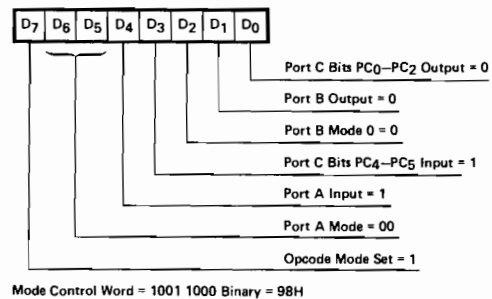 D7 D6 D5 D4 D3 D2 D1 D0
Port C Bits PC0–PC2 Output = 0
Port B Output = 0
Port B Mode 0 = 0
Port C Bits PC4–PC5 Input = 1
Port A Input = 1
Port A Mode = 00
Opcode Mode Set = 1
Mode Control Word = 1001 1000 Binary = 98H